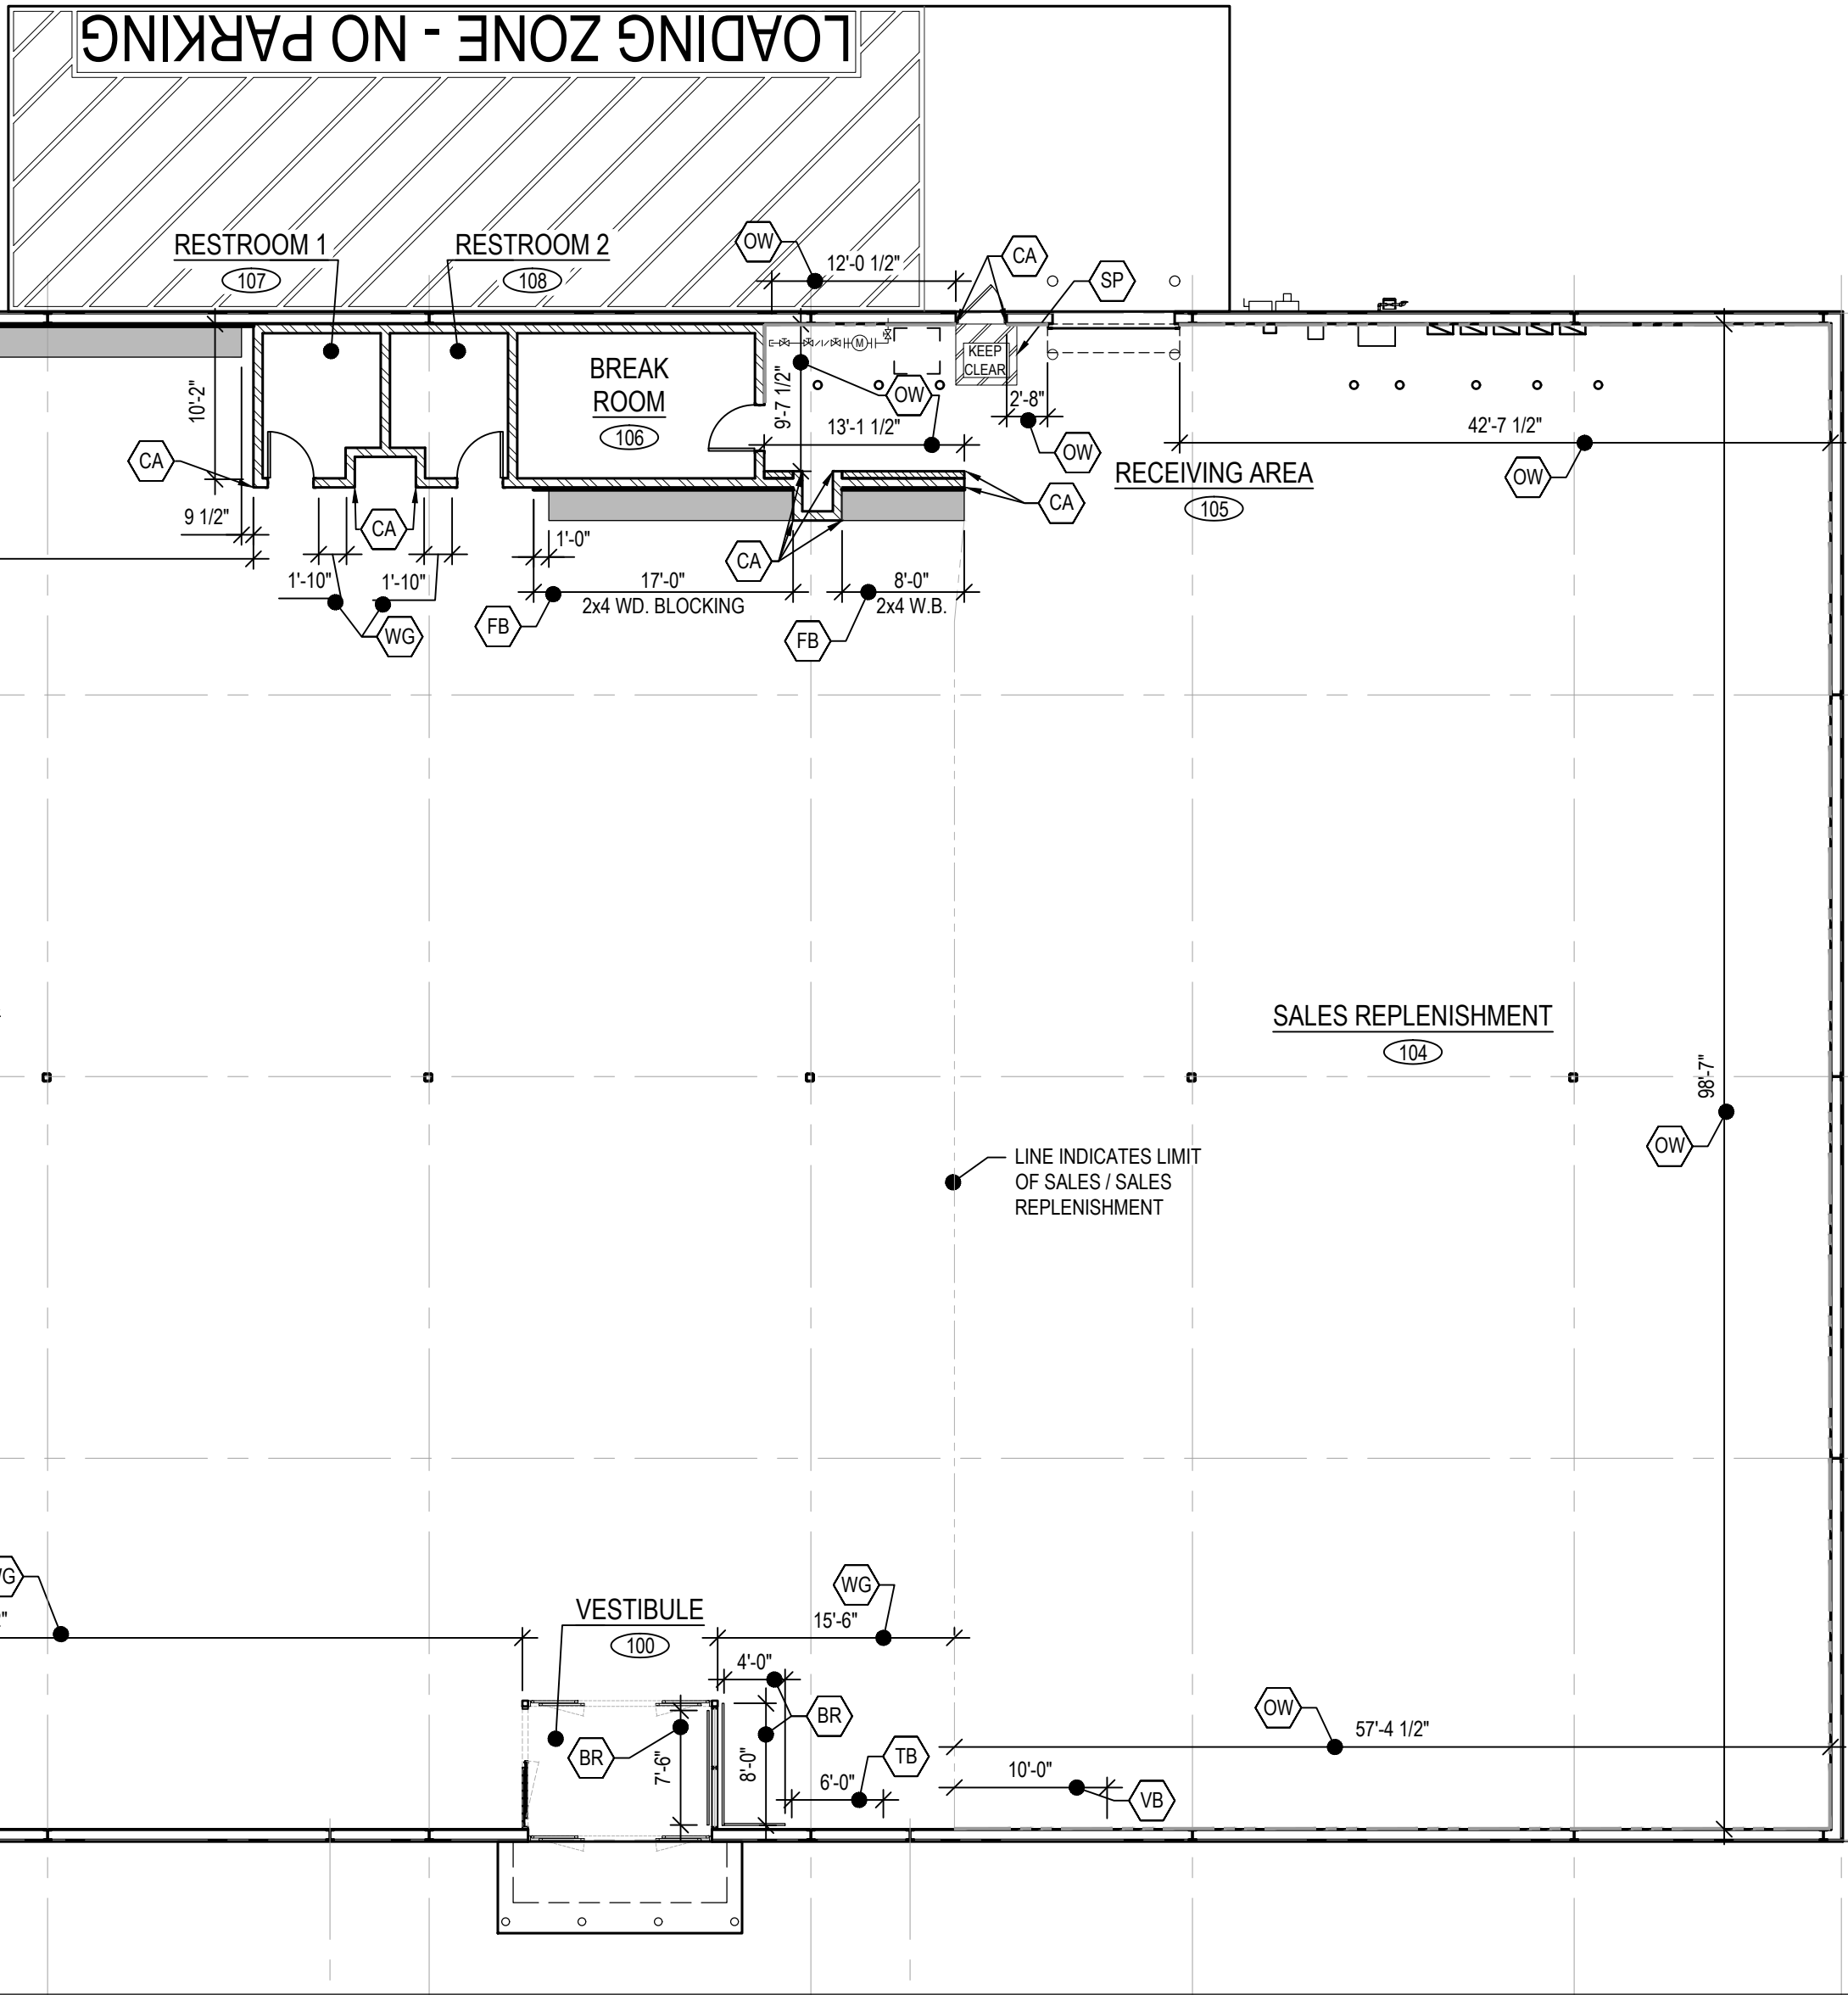 LOADING ZONE - NO PARKING
RESTROOM 1
107
RESTROOM 2
108
OW
12'-0 1/2"
CA
SP
M
KEEP
CLEAR
BREAK
ROOM
106
10'-2"
9'-7 1/2"
OW
2'-8"
13'-1 1/2"
OW
42'-7 1/2"
OW
CA
RECEIVING AREA
105
9 1/2"
CA
CA
1'-0"
CA
1'-10"
1'-10"
17'-0"
2x4 WD. BLOCKING
8'-0"
2x4 W.B.
WG
FB
FB
SALES REPLENISHMENT
104
98'-7"
OW
LINE INDICATES LIMIT
OF SALES / SALES
REPLENISHMENT
WG
VESTIBULE
100
WG
15'-6"
4'-0"
BR
BR
7'-6"
8'-0"
TB
6'-0"
OW
57'-4 1/2"
10'-0"
VB